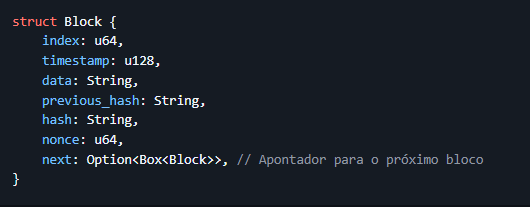 struct Block {
    index: u64,
    timestamp: u128,
    data: String,
    previous_hash: String,
    hash: String,
    nonce: u64,
    next: Option<Box<Block>>, // Apontador para o próximo bloco
}